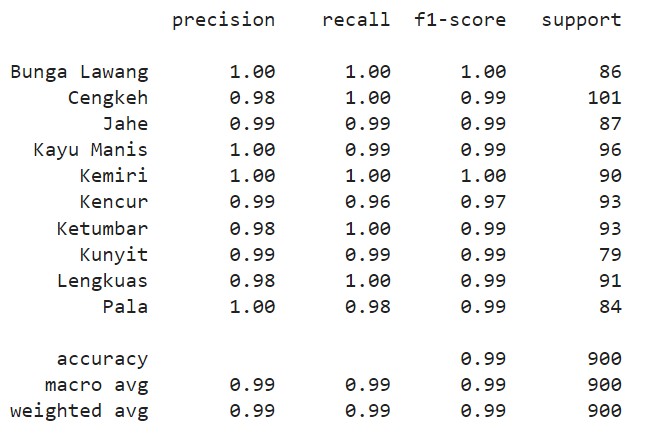 precision recall f1-score support
Bunga Lawang 1.00 1.00 1.00 86
Cengkeh 0.98 1.00 0.99 101
Jahe 0.99 0.99 0.99 87
Kayu Manis 1.00 0.99 0.99 96
Kemiri 1.00 1.00 1.00 90
Kencur 0.99 0.96 0.97 93
Ketumbar 0.98 1.00 0.99 93
Kunyit 0.99 0.99 0.99 79
Lengkuas 0.98 1.00 0.99 91
Pala 1.00 0.98 0.99 84
accuracy 0.99 900
macro avg 0.99 0.99 0.99 900
weighted avg 0.99 0.99 0.99 900